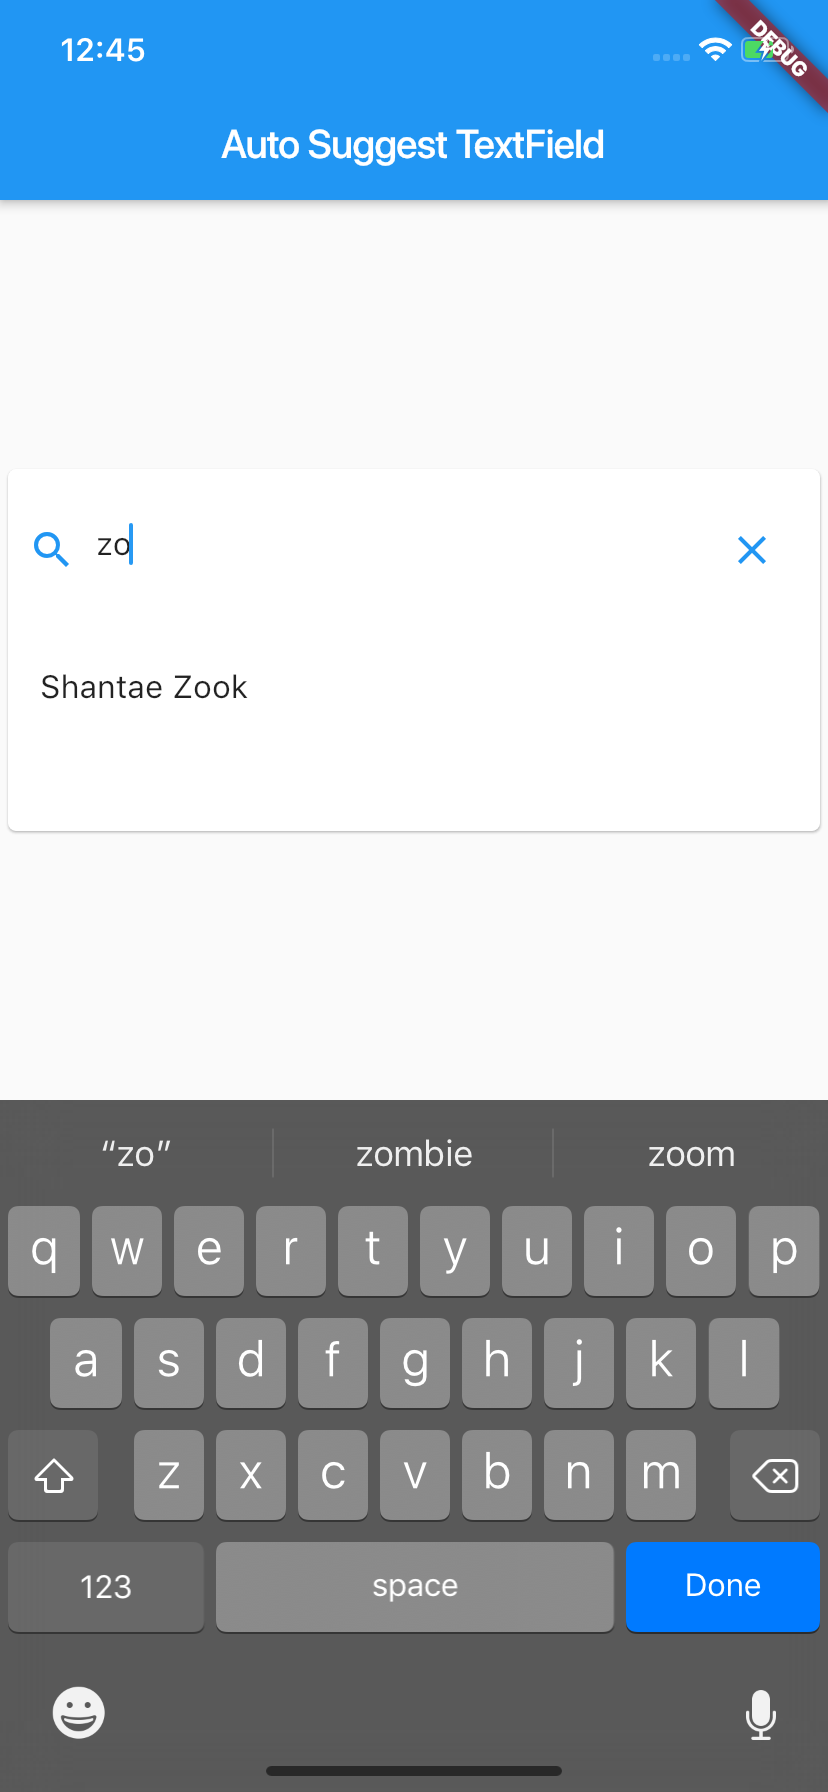 12:45
DEBUG
Auto Suggest TextField
zo
Shantae Zook
“zo” zombie zoom
q w e r t y u i o p
a s d f g h j k l
z x c v b n m
123 space Done